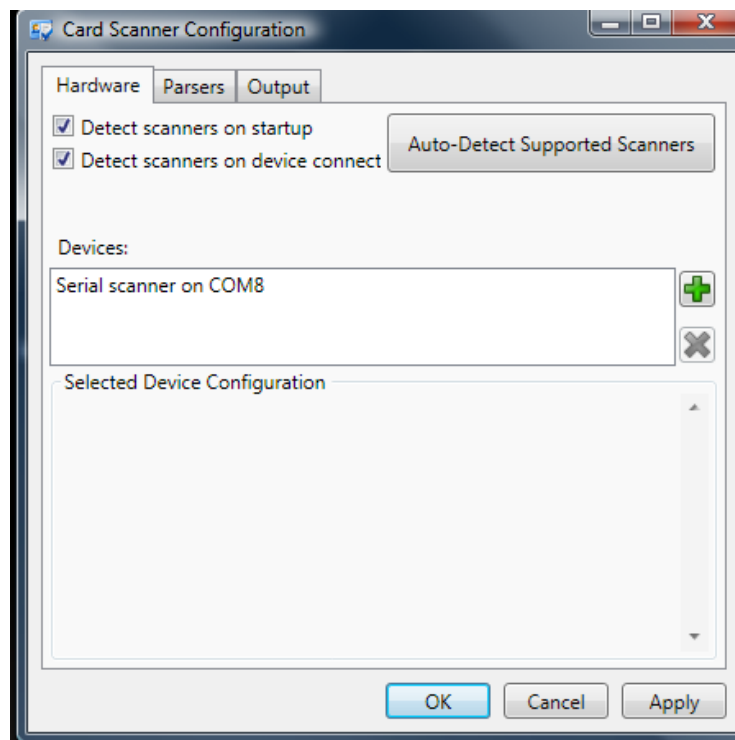 Card Scanner Configuration
Hardware Parsers Output
Detect scanners on startup
Detect scanners on device connect
Auto-Detect Supported Scanners
Devices:
Serial scanner on COM8
Selected Device Configuration
OK Cancel Apply